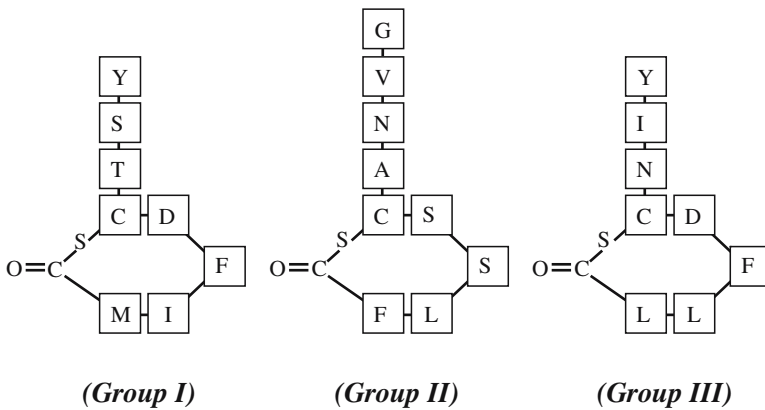 G
Y V Y
S N I
T A N
C D C S C D
S S S
O=C F O=C S O=C F
M I F L L L
(Group I) (Group II) (Group III)